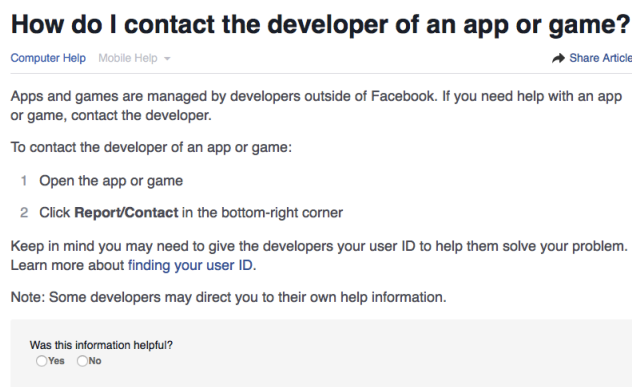 How do I contact the developer of an app or game?
Computer Help Mobile Help
Share Article
Apps and games are managed by developers outside of Facebook. If you need help with an app
or game, contact the developer.
To contact the developer of an app or game:
1 Open the app or game
2 Click Report/Contact in the bottom-right corner
Keep in mind you may need to give the developers your user ID to help them solve your problem.
Learn more about finding your user ID.
Note: Some developers may direct you to their own help information.
Was this information helpful?
Yes No